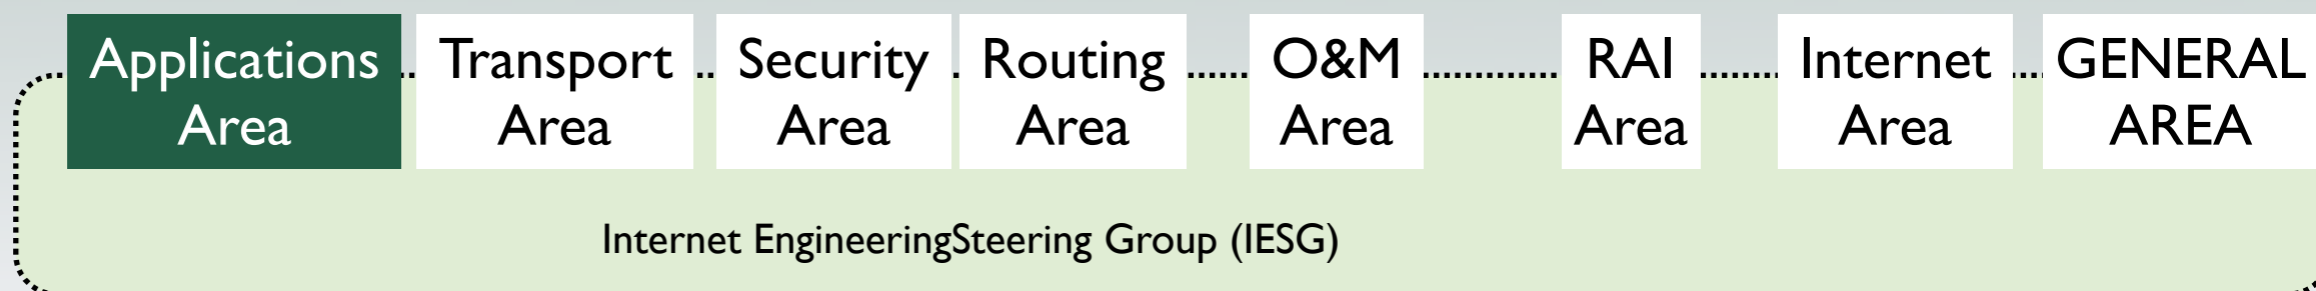 Applications
Area
Transport
Area
Security
Area
Routing
Area
O&M
Area
RAI
Area
Internet
Area
GENERAL
AREA
Internet EngineeringSteering Group (IESG)